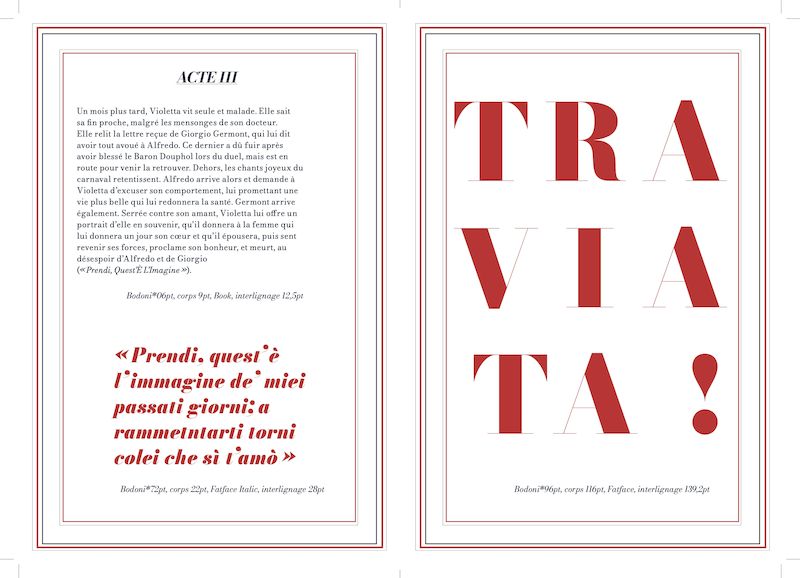 ACTE III
Un mois plus tard, Violetta vit seule et malade. Elle sait
sa fin proche, malgré les mensonges de son docteur.
Elle relit la lettre reçue de Giorgio Germont, qui lui dit
avoir tout avoué à Alfredo. Ce dernier a dû fuir après
avoir blessé le Baron Douphol lors du duel, mais est en
route pour venir la retrouver. Dehors, les chants joyeux du
carnaval retentissent. Alfredo arrive alors et demande à
Violetta d'excuser son comportement, lui promettant une
vie plus belle qui lui redonnera la santé. Germont arrive
également. Serrée contre son amant, Violetta lui offre un
portrait d'elle en souvenir, qu'il donnera à la femme qui
lui donnera un jour son cœur et qu'il épousera, puis sent
revenir ses forces, proclame son bonheur, et meurt, au
désespoir d'Alfredo et de Giorgio
(« Prendi, Quest'È L'Imagine »).
Bodoni*06pt, corps 9pt, Book, interlignage 12,5pt
« Prendi, quest'è
l'immagine de' miei
passati giorni; a
rammetntarti torni
colei che sì t'amò »
Bodoni*72pt, corps 22pt, Fatface Italic, interlignage 28pt
TRA
VIA
TA !
Bodoni*96pt, corps 116pt, Fatface, interlignage 139,2pt